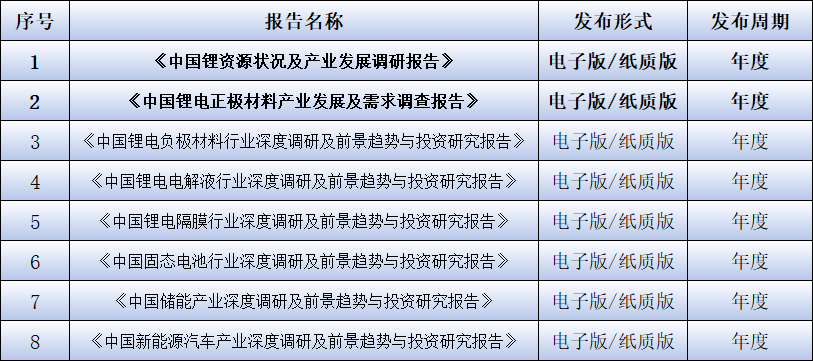 序号 报告名称 发布形式 发布周期
1 《中国锂资源状况及产业发展调研报告》 电子版/纸质版 年度
2 《中国锂电正极材料产业发展及需求调查报告》 电子版/纸质版 年度
3 《中国锂电负极材料行业深度调研及前景趋势与投资研究报告》 电子版/纸质版 年度
4 《中国锂电电解液行业深度调研及前景趋势与投资研究报告》 电子版/纸质版 年度
5 《中国锂电隔膜行业深度调研及前景趋势与投资研究报告》 电子版/纸质版 年度
6 《中国固态电池行业深度调研及前景趋势与投资研究报告》 电子版/纸质版 年度
7 《中国储能产业深度调研及前景趋势与投资研究报告》 电子版/纸质版 年度
8 《中国新能源汽车产业深度调研及前景趋势与投资研究报告》 电子版/纸质版 年度